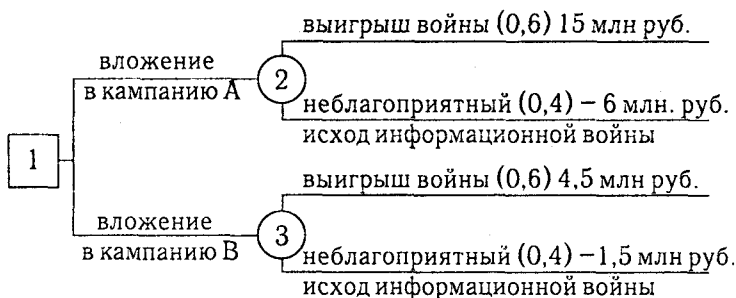 выигрыш войны (0,6) 15 млн руб.
вложение
в кампанию А
2
неблагоприятный (0,4) – 6 млн. руб.
исход информационной войны
1
выигрыш войны (0,6) 4,5 млн руб.
вложение
в кампанию В
3
неблагоприятный (0,4) –1,5 млн руб.
исход информационной войны